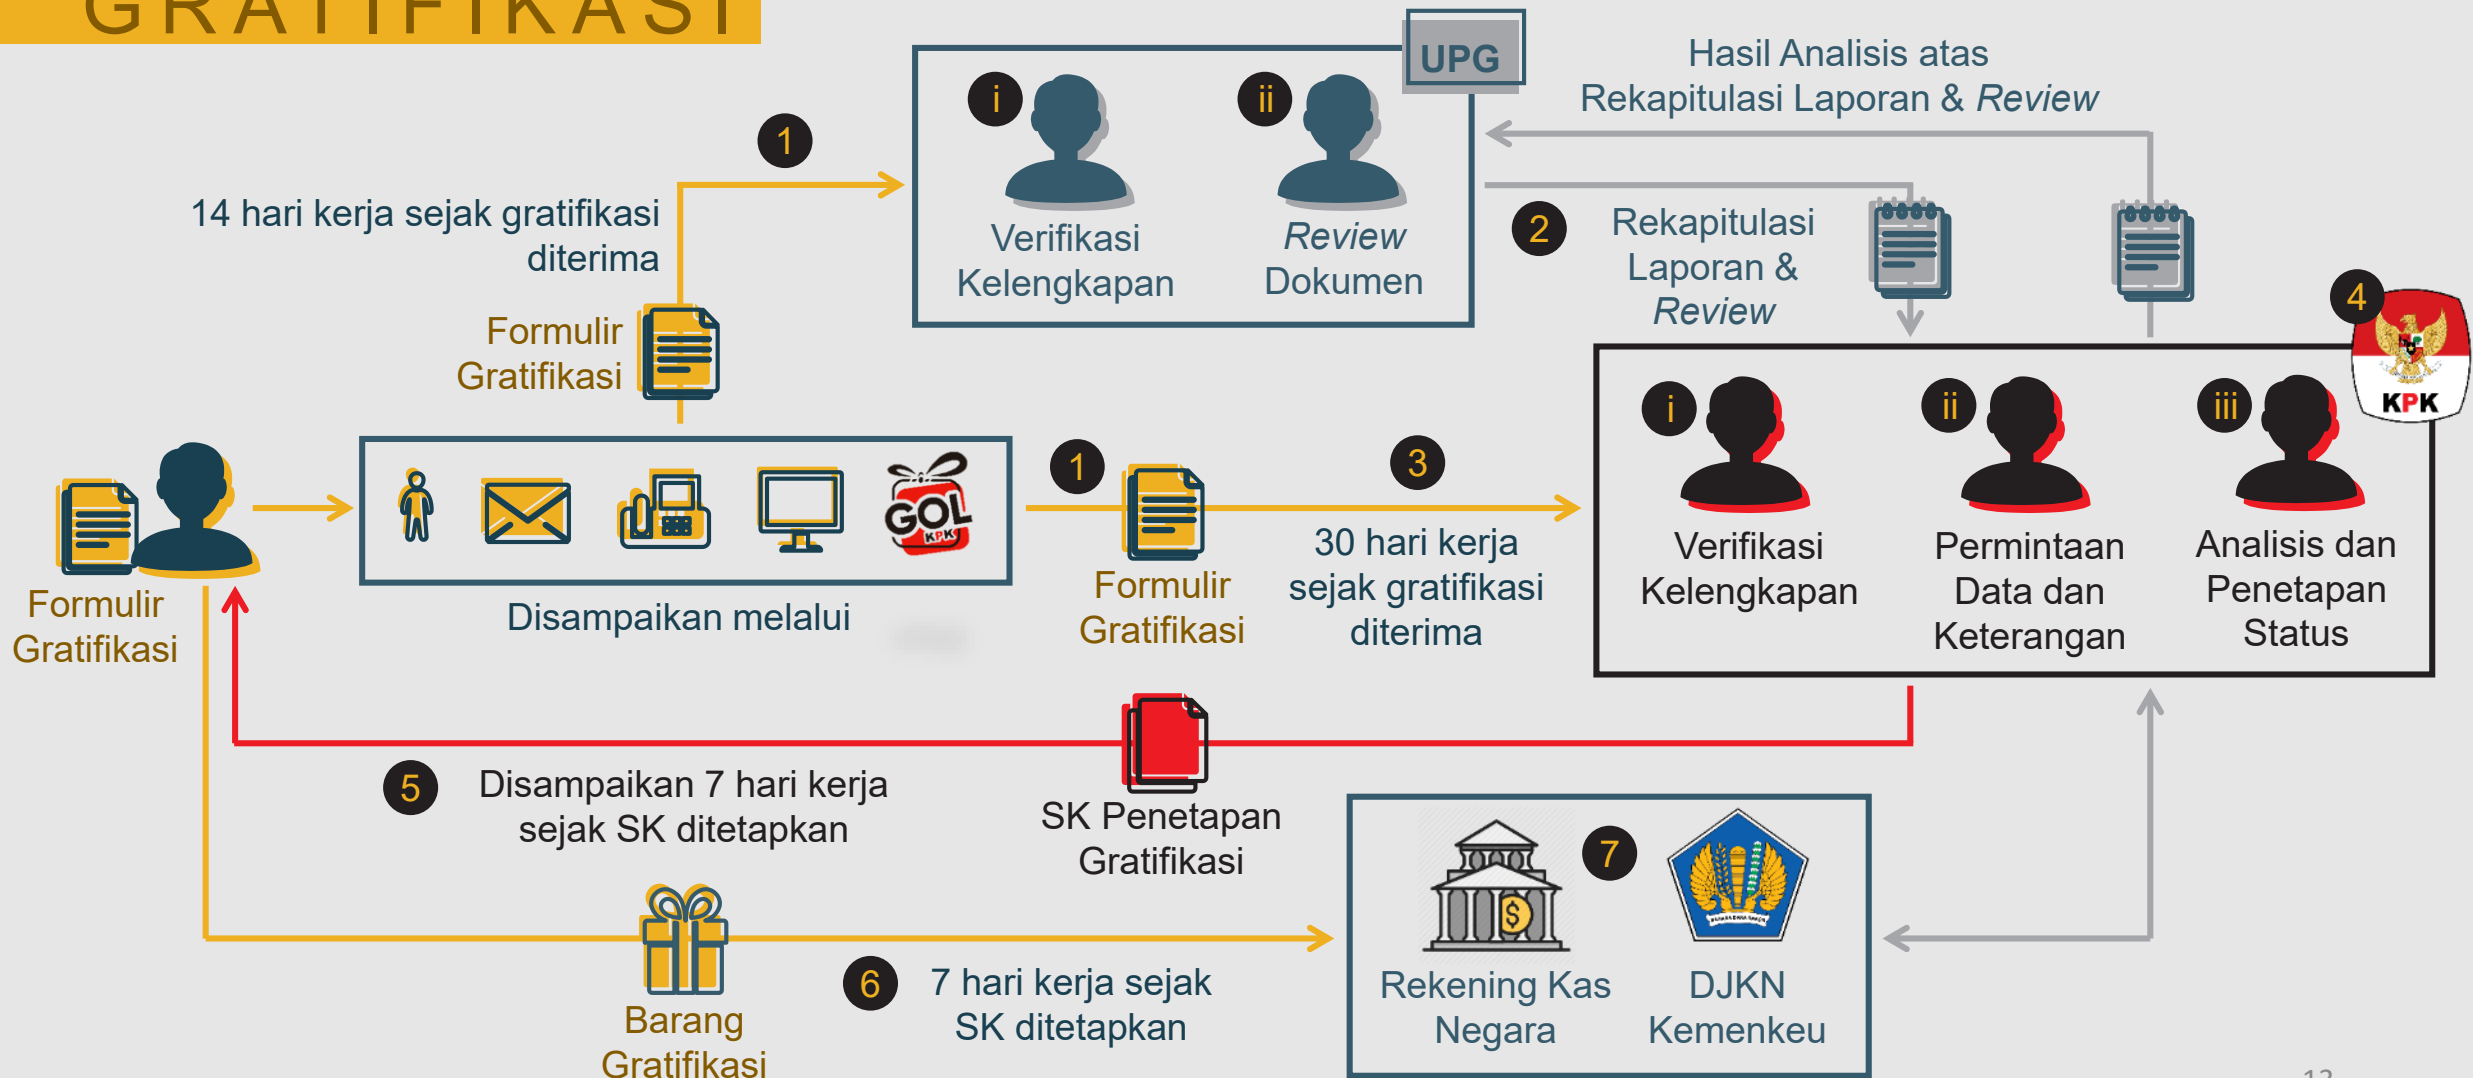 GRATIFIKASI
UPG
i
ii
Verifikasi
Kelengkapan
Review
Dokumen
Hasil Analisis atas
Rekapitulasi Laporan & Review
1
14 hari kerja sejak gratifikasi
diterima
Formulir
Gratifikasi
2
Rekapitulasi
Laporan &
Review
4
KPK
Formulir
Gratifikasi
GOL
KPK
Disampaikan melalui
1
Formulir
Gratifikasi
3
30 hari kerja
sejak gratifikasi
diterima
i
ii
iii
Verifikasi
Kelengkapan
Permintaan
Data dan
Keterangan
Analisis dan
Penetapan
Status
5
Disampaikan 7 hari kerja
sejak SK ditetapkan
SK Penetapan
Gratifikasi
6
7 hari kerja sejak
SK ditetapkan
Barang
Gratifikasi
7
$
Rekening Kas
Negara
DJKN
Kemenkeu